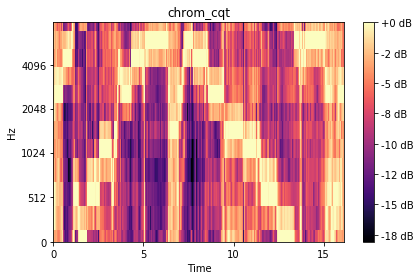 chrom_cqt
+0 dB
-2 dB
4096
-5 dB
2048
-8 dB
Hz
-10 dB
1024
-12 dB
512
-15 dB
0
-18 dB
0 5 10 15
Time